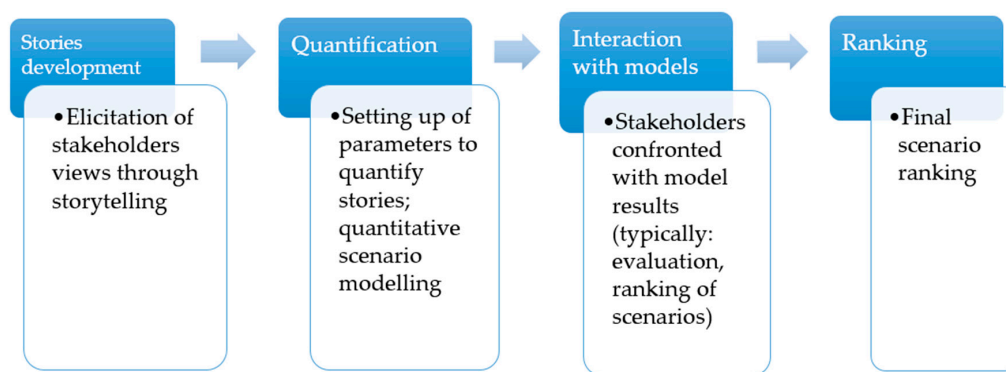 Stories
development
•Elicitation of
stakeholders
views through
storytelling
Quantification
•Setting up of
parameters to
quantify
stories;
quantitative
scenario
modelling
Interaction
with models
•Stakeholders
confronted
with model
results
(typically:
evaluation,
ranking of
scenarios)
Ranking
•Final
scenario
ranking